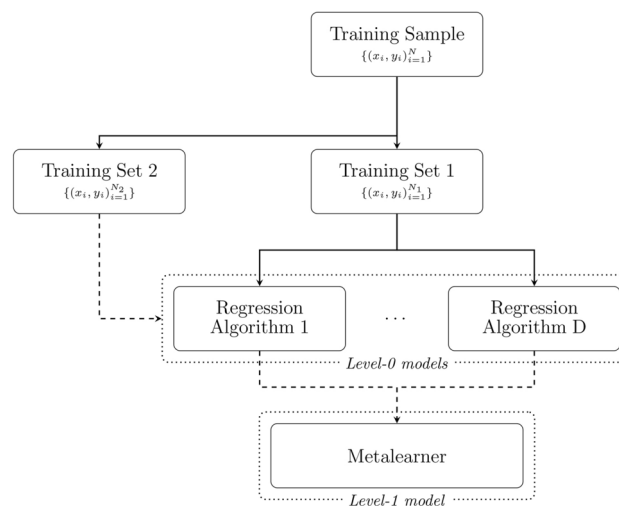 Training Sample
{(x_i, y_i)_{i=1}^{N}}
Training Set 2
{(x_i, y_i)_{i=1}^{N_2}}
Training Set 1
{(x_i, y_i)_{i=1}^{N_1}}
Regression
Algorithm 1
. . .
Regression
Algorithm D
Level-0 models
Metalearner
Level-1 model